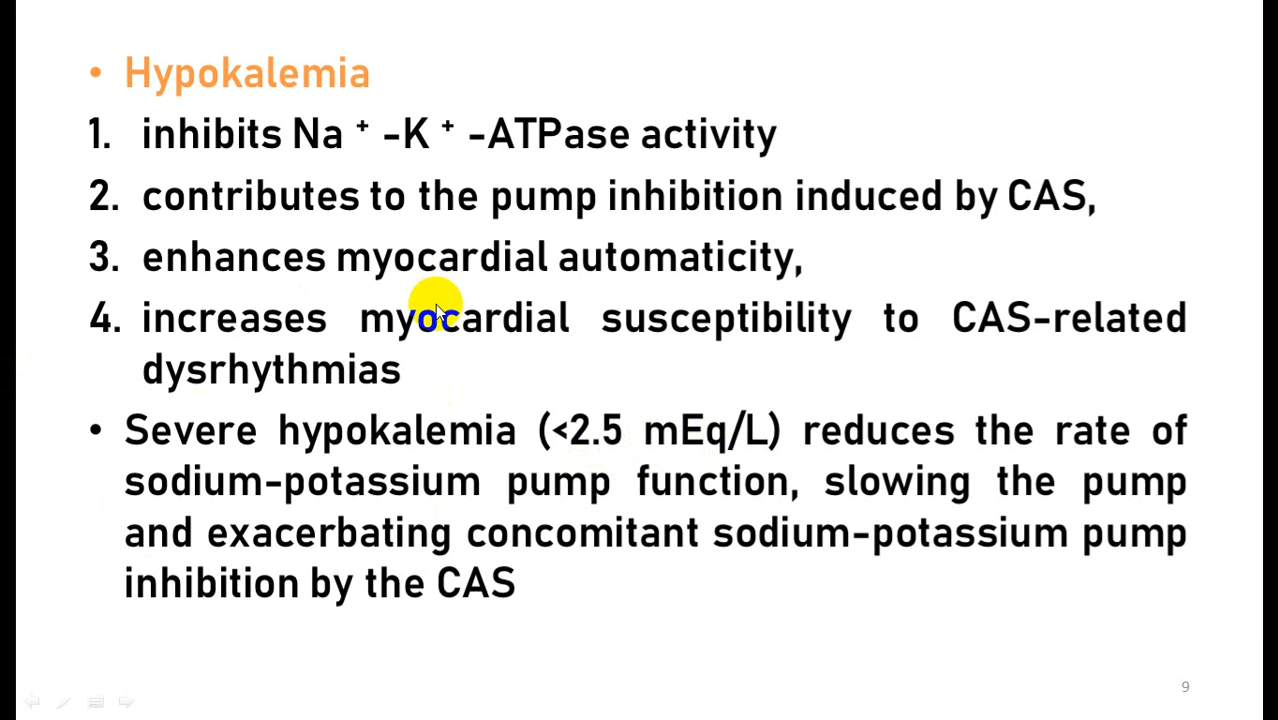 • Hypokalemia
1. inhibits Na ⁺ -K ⁺ -ATPase activity
2. contributes to the pump inhibition induced by CAS,
3. enhances myocardial automaticity,
4. increases myocardial susceptibility to CAS-related
dysrhythmias
• Severe hypokalemia (<2.5 mEq/L) reduces the rate of
sodium-potassium pump function, slowing the pump
and exacerbating concomitant sodium-potassium pump
inhibition by the CAS
9